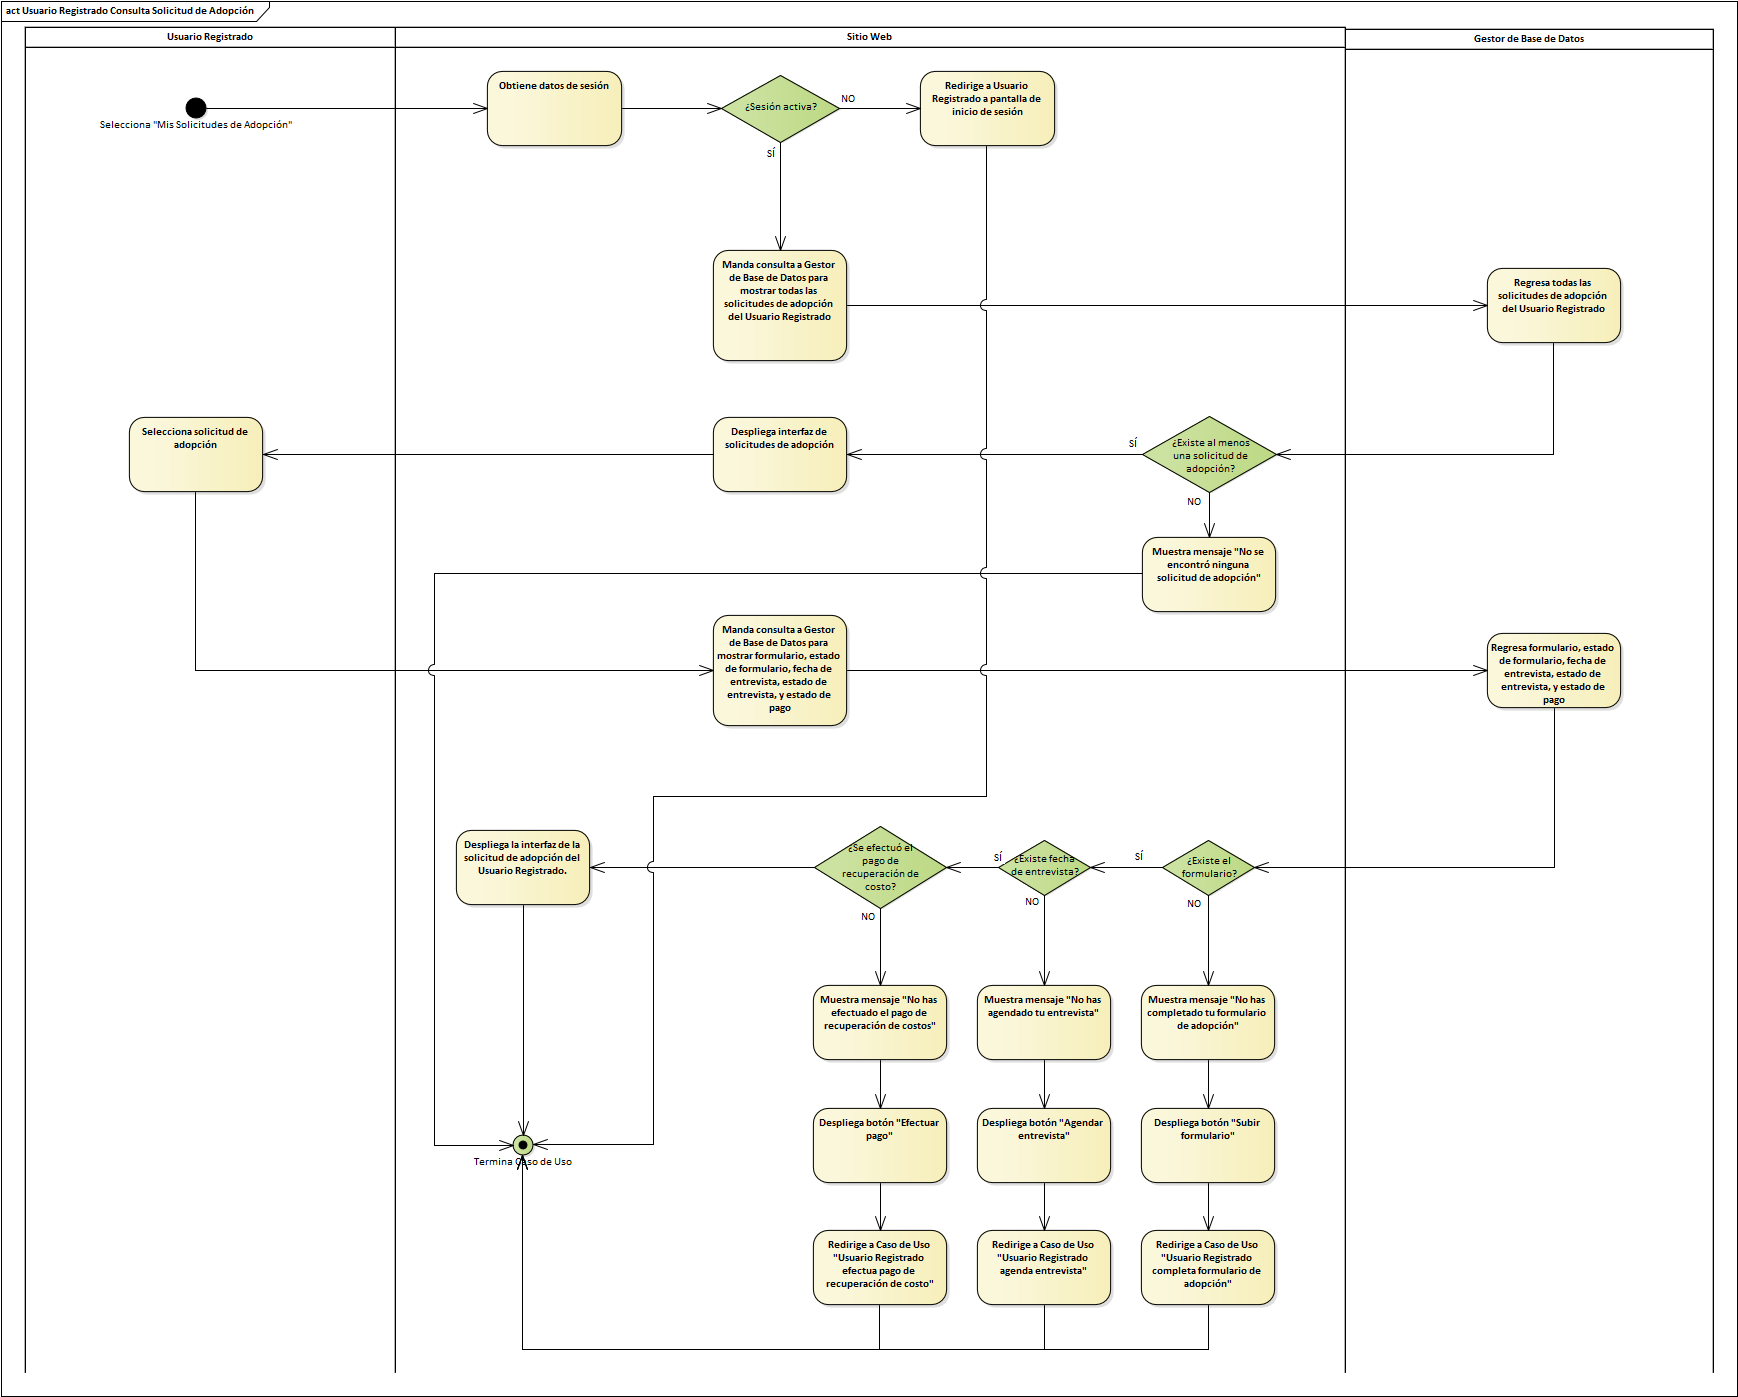 act Usuario Registrado Consulta Solicitud de Adopción
Usuario Registrado
Sitio Web
Gestor de Base de Datos
Selecciona "Mis Solicitudes de Adopción"
Obtiene datos de sesión
¿Sesión activa?
NO
SÍ
Redirige a Usuario
Registrado a pantalla de
inicio de sesión
Manda consulta a Gestor
de Base de Datos para
mostrar todas las
solicitudes de adopción
del Usuario Registrado
Regresa todas las
solicitudes de adopción
del Usuario Registrado
Selecciona solicitud de
adopción
Despliega interfaz de
solicitudes de adopción
SÍ
¿Existe al menos
una solicitud de
adopción?
NO
Muestra mensaje "No se
encontró ninguna
solicitud de adopción"
Manda consulta a Gestor
de Base de Datos para
mostrar formulario, estado
de formulario, fecha de
entrevista, estado de
entrevista, y estado de
pago
Regresa formulario, estado
de formulario, fecha de
entrevista, estado de
entrevista, y estado de
pago
Despliega la interfaz de la
solicitud de adopción del
Usuario Registrado.
¿Se efectuó el
pago de
recuperación de
costo?
NO
SÍ
¿Existe fecha
de entrevista?
NO
SÍ
¿Existe el
formulario?
NO
Muestra mensaje "No has
efectuado el pago de
recuperación de costos"
Muestra mensaje "No has
agendado tu entrevista"
Muestra mensaje "No has
completado tu formulario
de adopción"
Despliega botón "Efectuar
pago"
Despliega botón "Agendar
entrevista"
Despliega botón "Subir
formulario"
Termina Caso de Uso
Redirige a Caso de Uso
"Usuario Registrado
efectua pago de
recuperación de costo"
Redirige a Caso de Uso
"Usuario Registrado
agenda entrevista"
Redirige a Caso de Uso
"Usuario Registrado
completa formulario de
adopción"